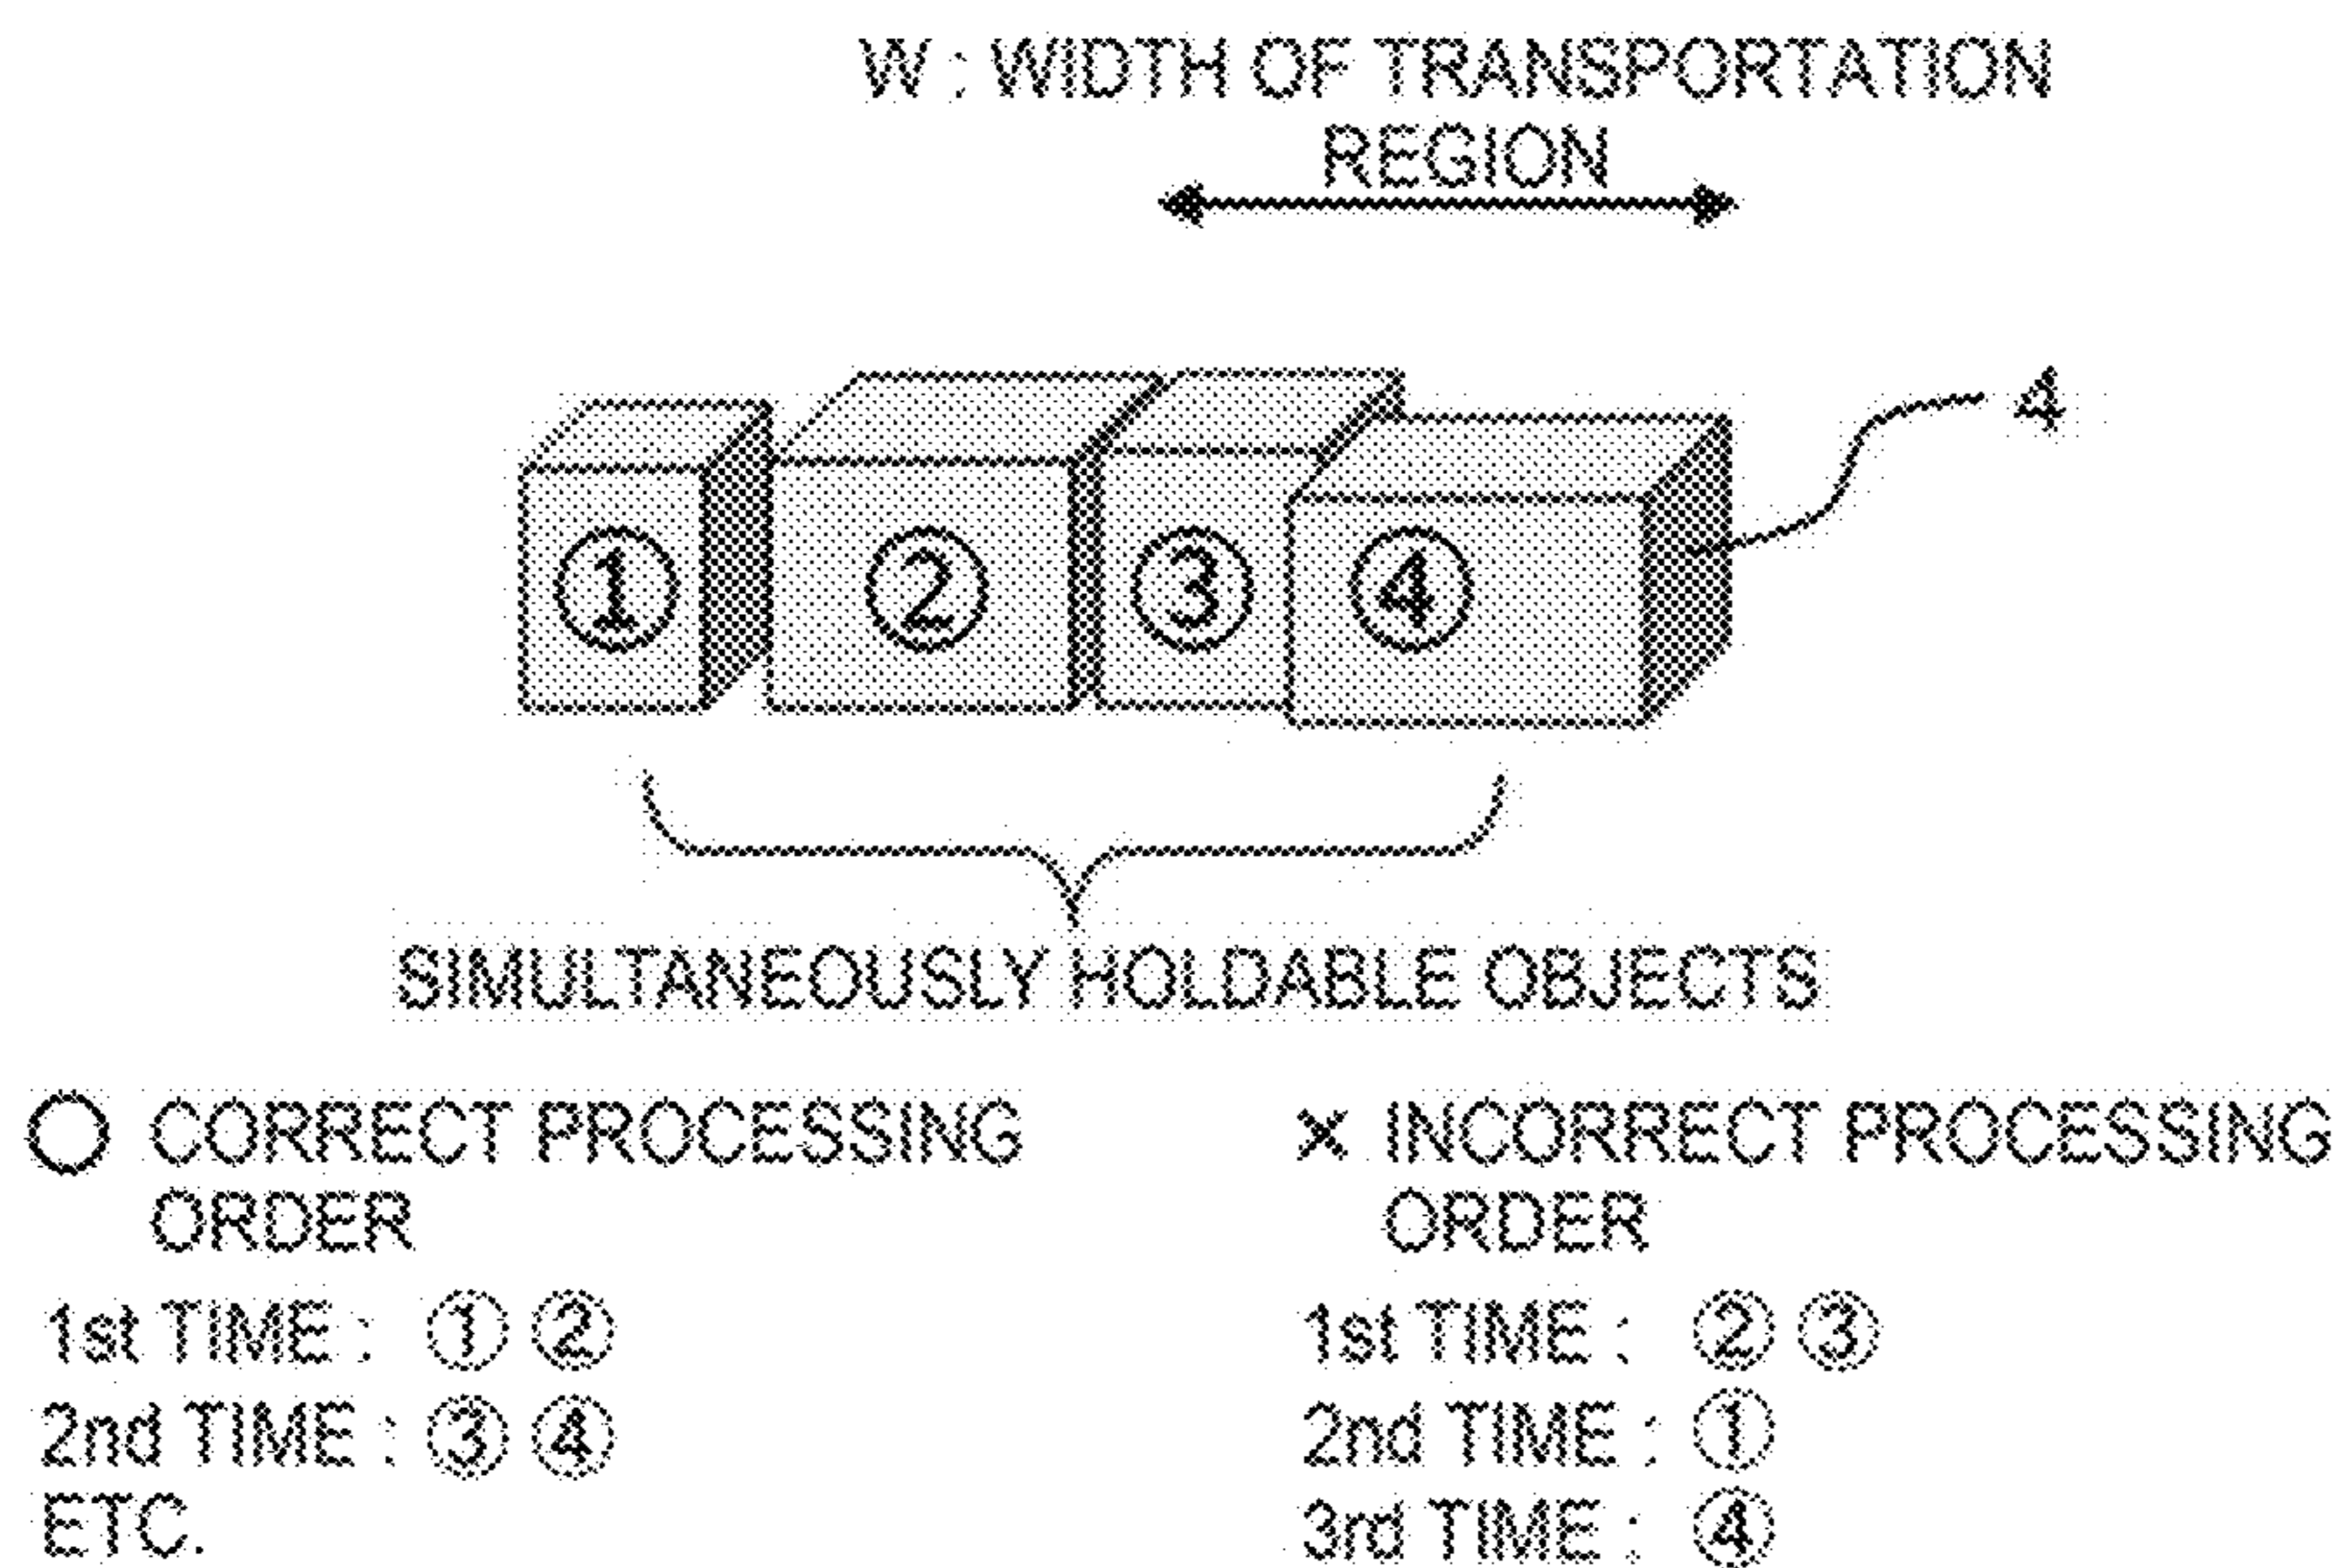 W : WIDTH OF TRANSPORTATION
REGION
4
① ② ③ ④
SIMULTANEOUSLY HOLDABLE OBJECTS
○ CORRECT PROCESSING
ORDER
1st TIME : ① ②
2nd TIME : ③ ④
ETC.
× INCORRECT PROCESSING
ORDER
1st TIME : ② ③
2nd TIME : ①
3rd TIME : ④